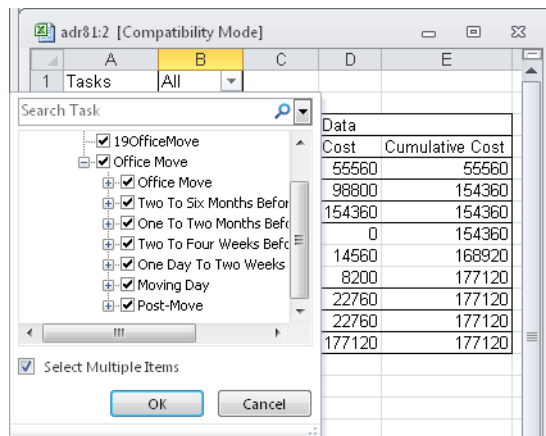 adr81:2 [Compatibility Mode]
A B C D E
1 Tasks All
Search Task
19OfficeMove
Office Move
Office Move
Two To Six Months Befor
One To Two Months Befo
Two To Four Weeks Befo
One Day To Two Weeks
Moving Day
Post-Move
Select Multiple Items
OK Cancel
Data
Cost Cumulative Cost
55560 55560
98800 154360
154360 154360
0 154360
14560 168920
8200 177120
22760 177120
22760 177120
177120 177120